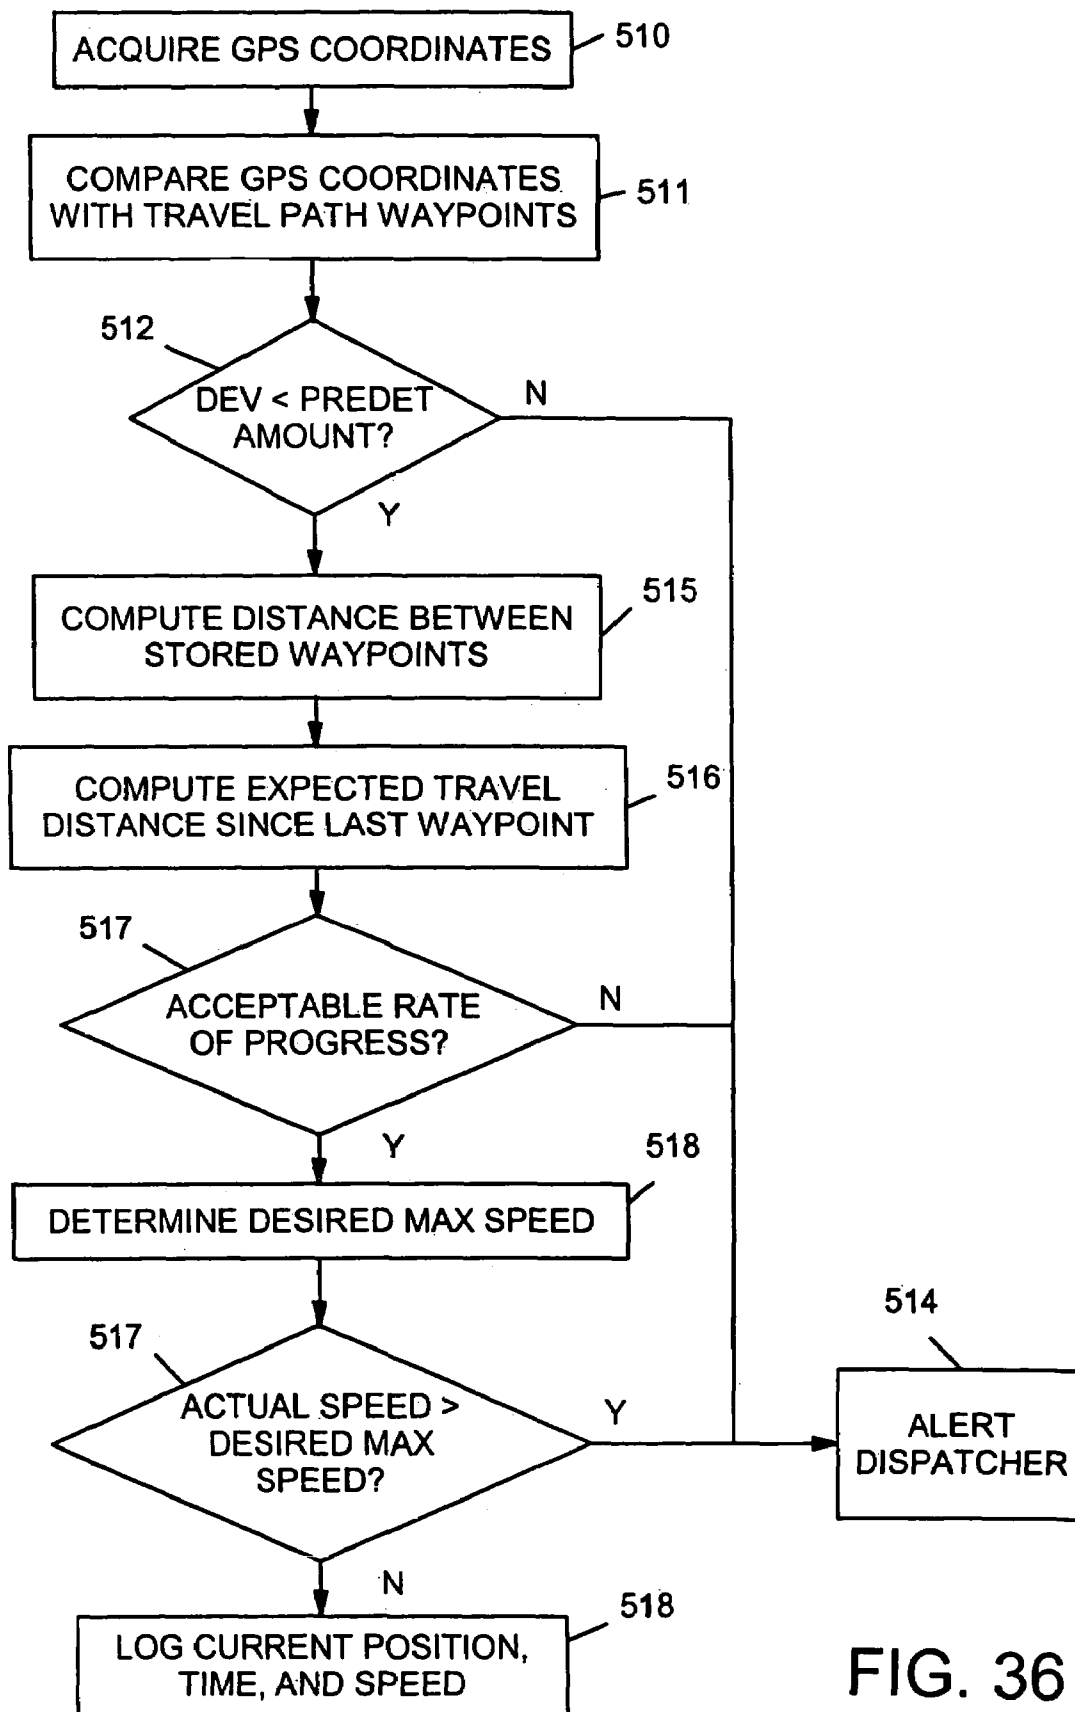 ACQUIRE GPS COORDINATES
510
COMPARE GPS COORDINATES
WITH TRAVEL PATH WAYPOINTS
511
512
DEV < PREDET
AMOUNT?
N
Y
COMPUTE DISTANCE BETWEEN
STORED WAYPOINTS
515
COMPUTE EXPECTED TRAVEL
DISTANCE SINCE LAST WAYPOINT
516
517
ACCEPTABLE RATE
OF PROGRESS?
N
Y
518
DETERMINE DESIRED MAX SPEED
517
ACTUAL SPEED >
DESIRED MAX
SPEED?
Y
N
514
ALERT
DISPATCHER
LOG CURRENT POSITION,
TIME, AND SPEED
518
FIG. 36